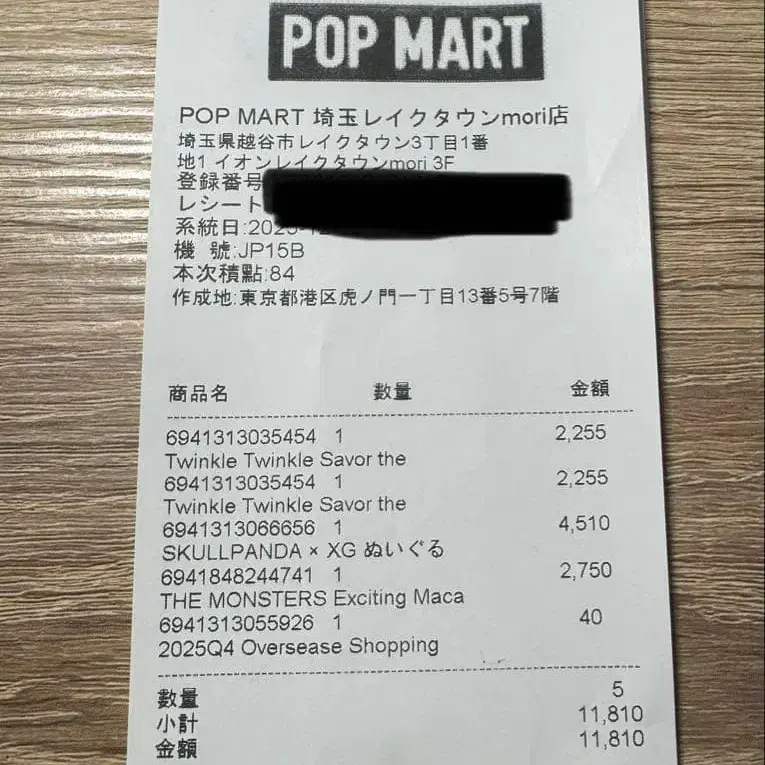 POP MART
POP MART 埼玉レイクタウンmori店
埼玉県越谷市レイクタウン3丁目1番
地1 イオンレイクタウンmori 3F
登録番号
レシート
系統日:2025-12
機 號:JP15B
本次積點:84
作成地:東京都港区虎ノ門一丁目13番5号7階
商品名 數量 金額
6941313035454 1 2,255
Twinkle Twinkle Savor the
6941313035454 1 2,255
Twinkle Twinkle Savor the
6941313066656 1 4,510
SKULLPANDA × XG ぬいぐる
6941848244741 1 2,750
THE MONSTERS Exciting Maca
6941313055926 1 40
2025Q4 Oversease Shopping
數量 5
小計 11,810
金額 11,810